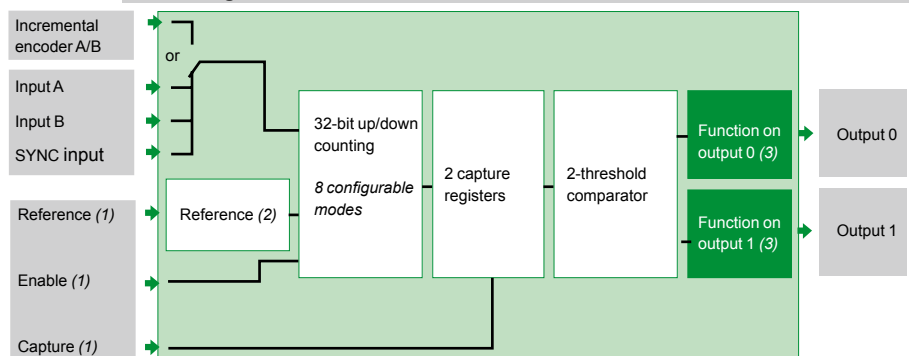 Incremental
encoder A/B
or
Input A
Input B
SYNC input
Reference (1)
Enable (1)
Capture (1)
Reference (2)
32-bit up/down
counting
8 configurable
modes
2 capture
registers
2-threshold
comparator
Function on
output 0 (3)
Function on
output 1 (3)
Output 0
Output 1